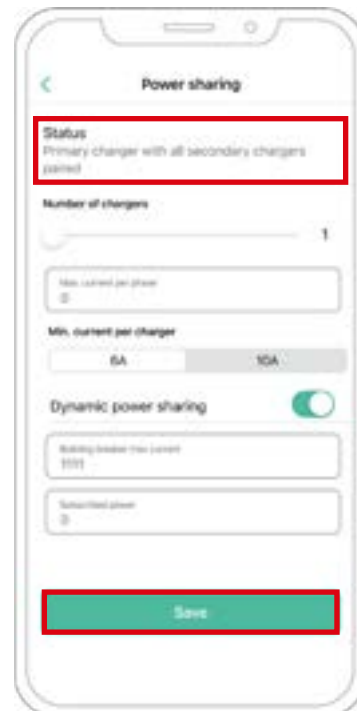 Power sharing
Status
Primary charger with all secondary chargers
paired
Number of chargers
1
Max. current per phase
0
Min. current per charger
6A 10A
Dynamic power sharing
Building breaker max current
Subscribed power
0
Save